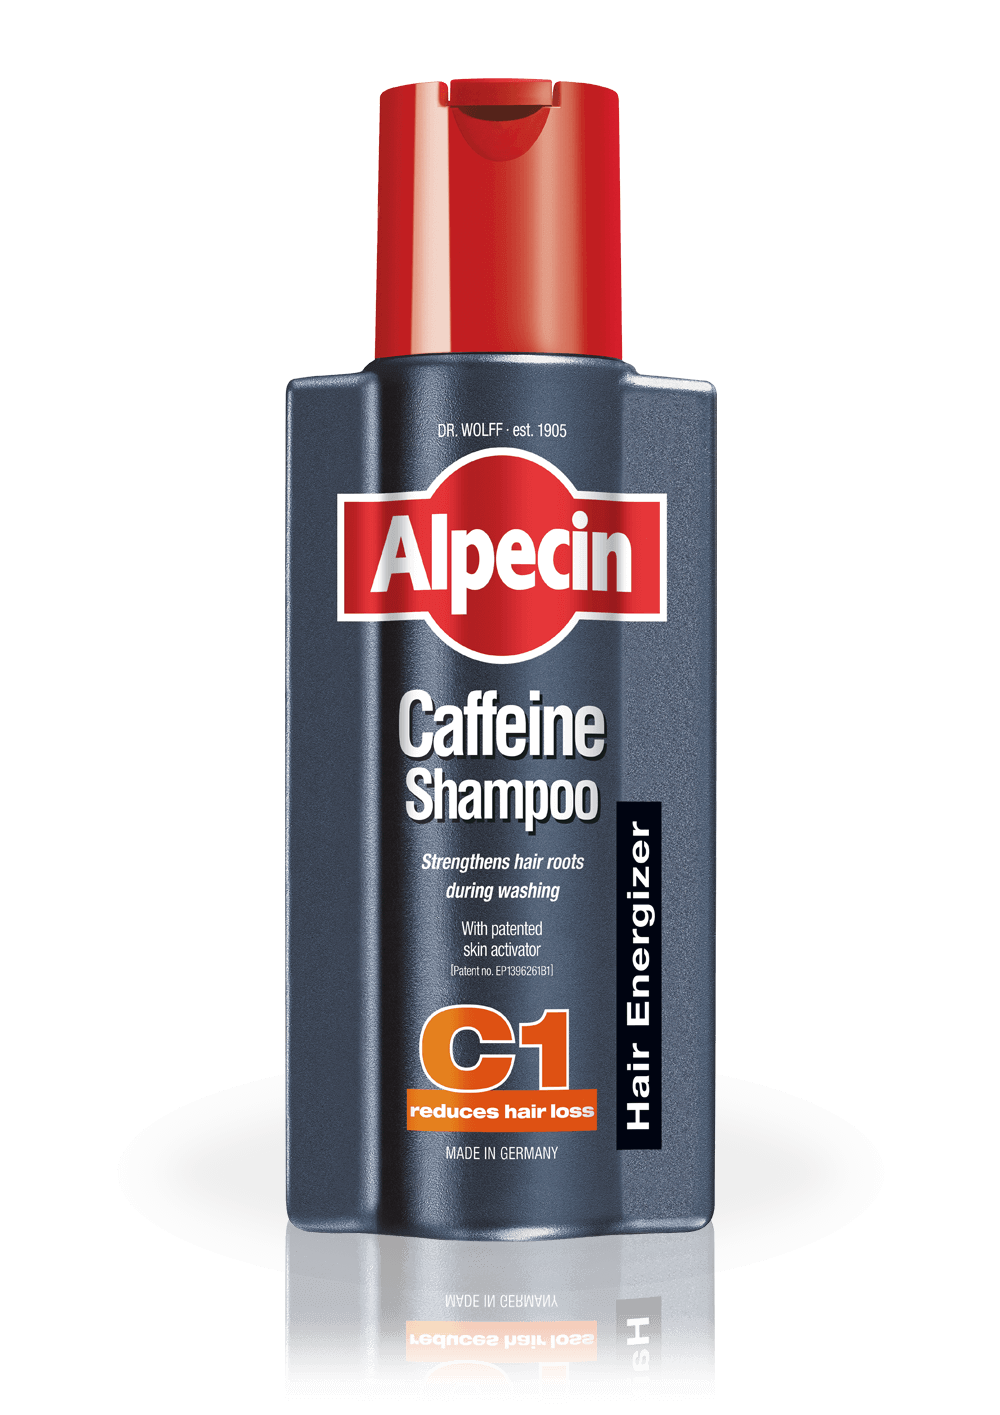 DR. WOLFF · est. 1905
Alpecin
Caffeine
Shampoo
Strengthens hair roots
during washing
With patented
skin activator
[Patent no. EP1396261B1]
C1
reduces hair loss
MADE IN GERMANY
Hair Energizer